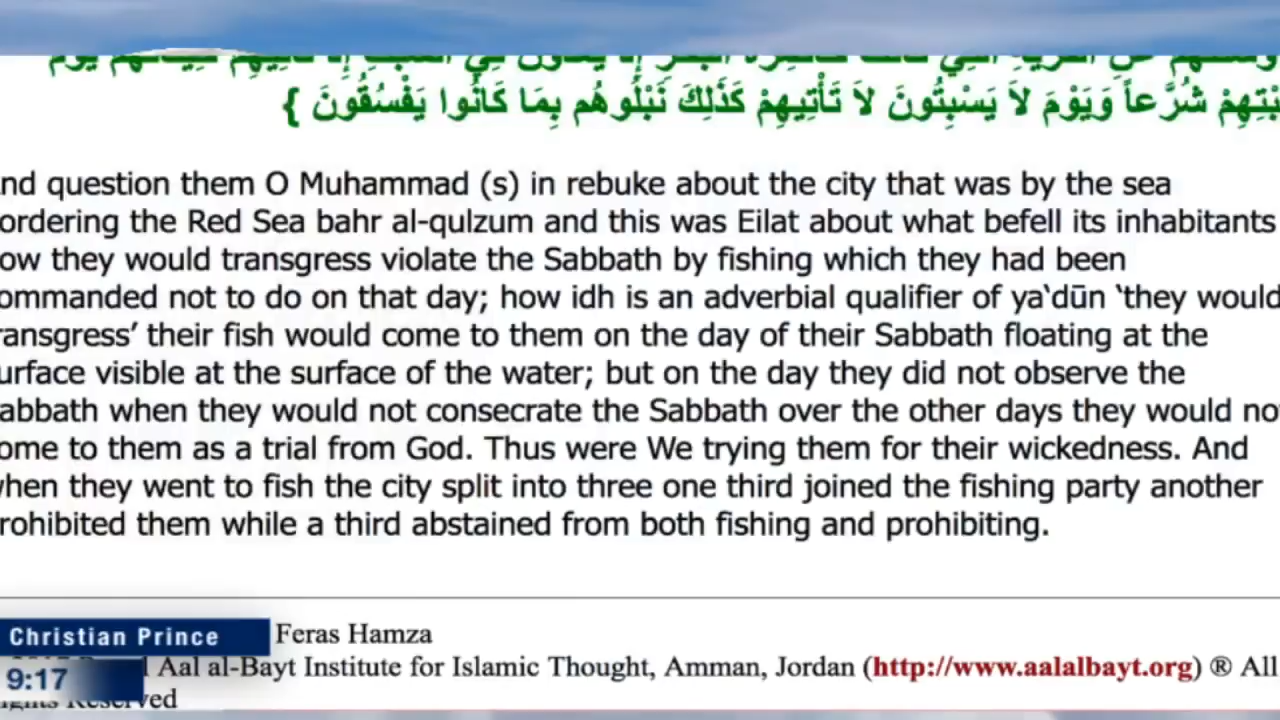 بْتِهِمْ شُرَّعاً وَيَوْمَ لاَ يَسْبِتُونَ لاَ تَأْتِيهِمْ كَذَلِكَ نَبْلُوهُم بِمَا كَانُوا يَفْسُقُونَ }
nd question them O Muhammad (s) in rebuke about the city that was by the sea
ordering the Red Sea bahr al-qulzum and this was Eilat about what befell its inhabitants
ow they would transgress violate the Sabbath by fishing which they had been
ommanded not to do on that day; how idh is an adverbial qualifier of ya‘dūn ‘they would
ransgress’ their fish would come to them on the day of their Sabbath floating at the
urface visible at the surface of the water; but on the day they did not observe the
abbath when they would not consecrate the Sabbath over the other days they would no
ome to them as a trial from God. Thus were We trying them for their wickedness. And
when they went to fish the city split into three one third joined the fishing party another
rohibited them while a third abstained from both fishing and prohibiting.
Christian Prince Feras Hamza
9:17 Aal al-Bayt Institute for Islamic Thought, Amman, Jordan (http://www.aalalbayt.org) ® All
Reserved